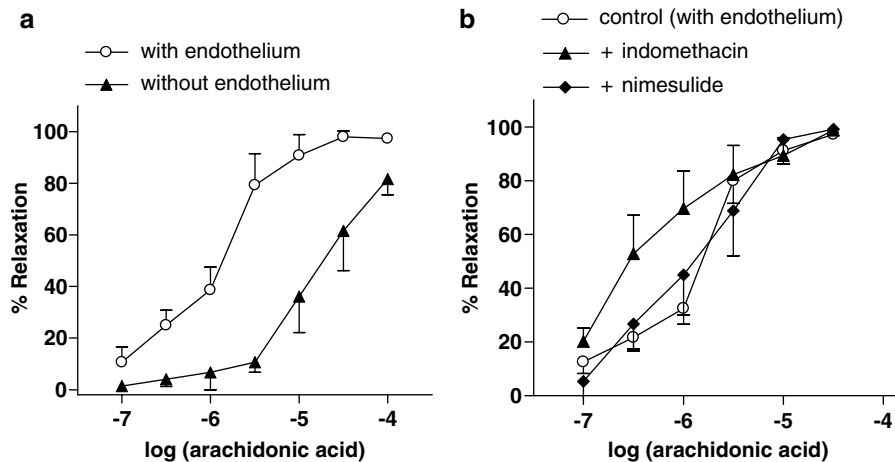 a
with endothelium
without endothelium
100
80
60
40
20
0
% Relaxation
-7
-6
-5
-4
log (arachidonic acid)
b
control (with endothelium)
+ indomethacin
+ nimesulide
100
80
60
40
20
0
% Relaxation
-7
-6
-5
-4
log (arachidonic acid)